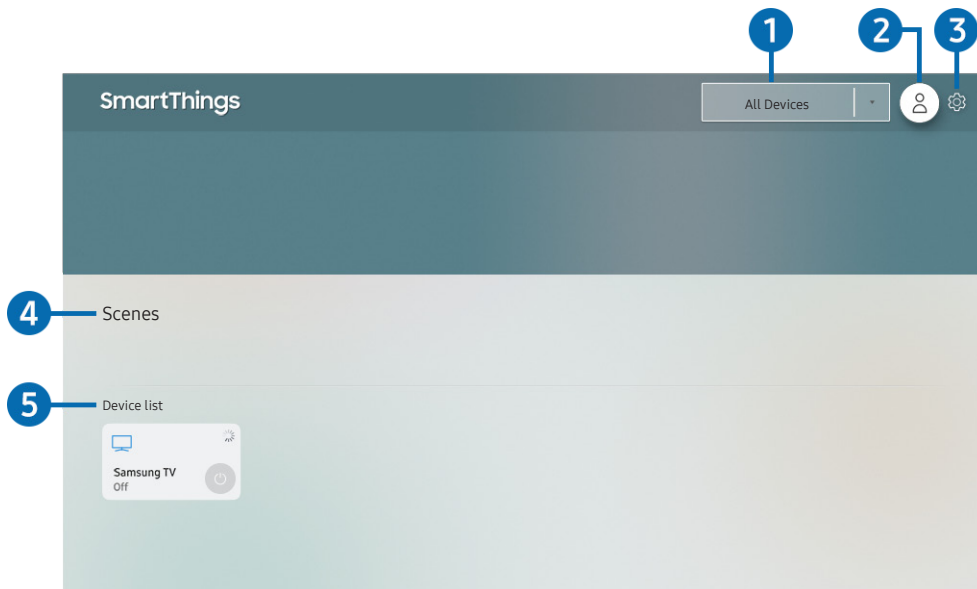 1
2
3
SmartThings
All Devices
4
Scenes
5
Device list
Samsung TV
Off